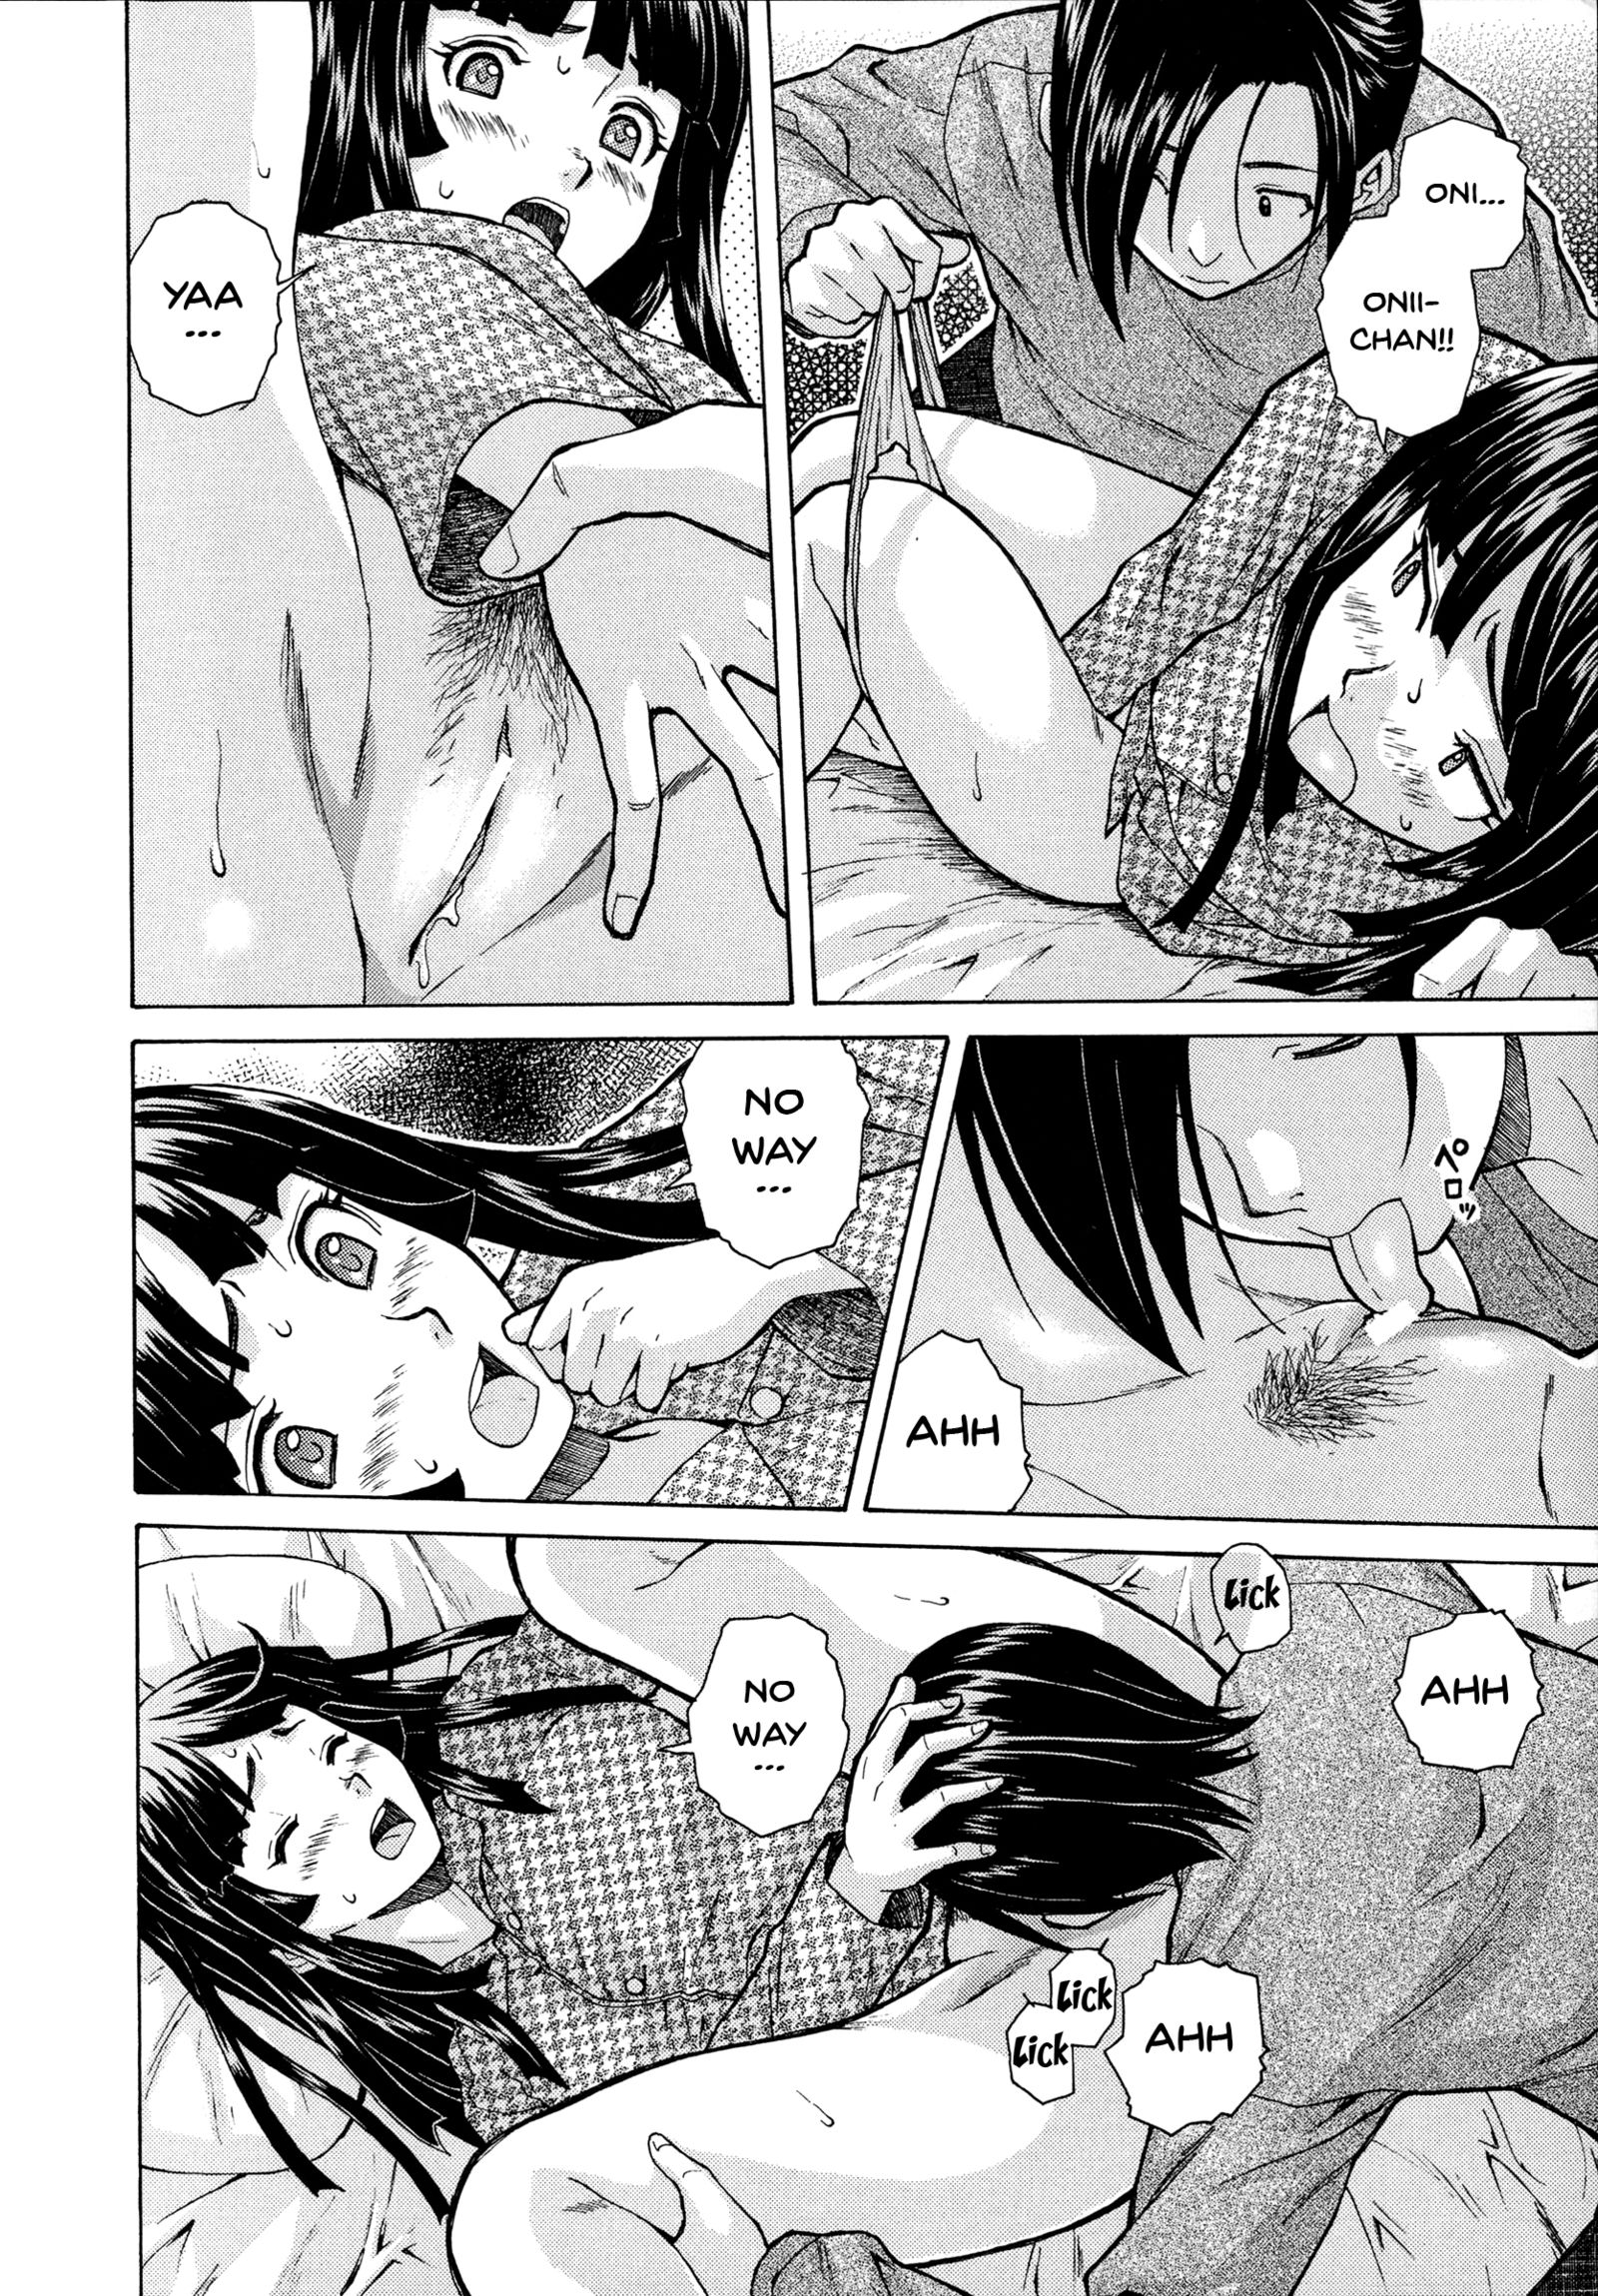 ONI...
ONII-
CHAN!!
YAA
...
ペロッ
AHH
NO
WAY
...
LICK
AHH
NO
WAY
...
LICK
LICK
AHH